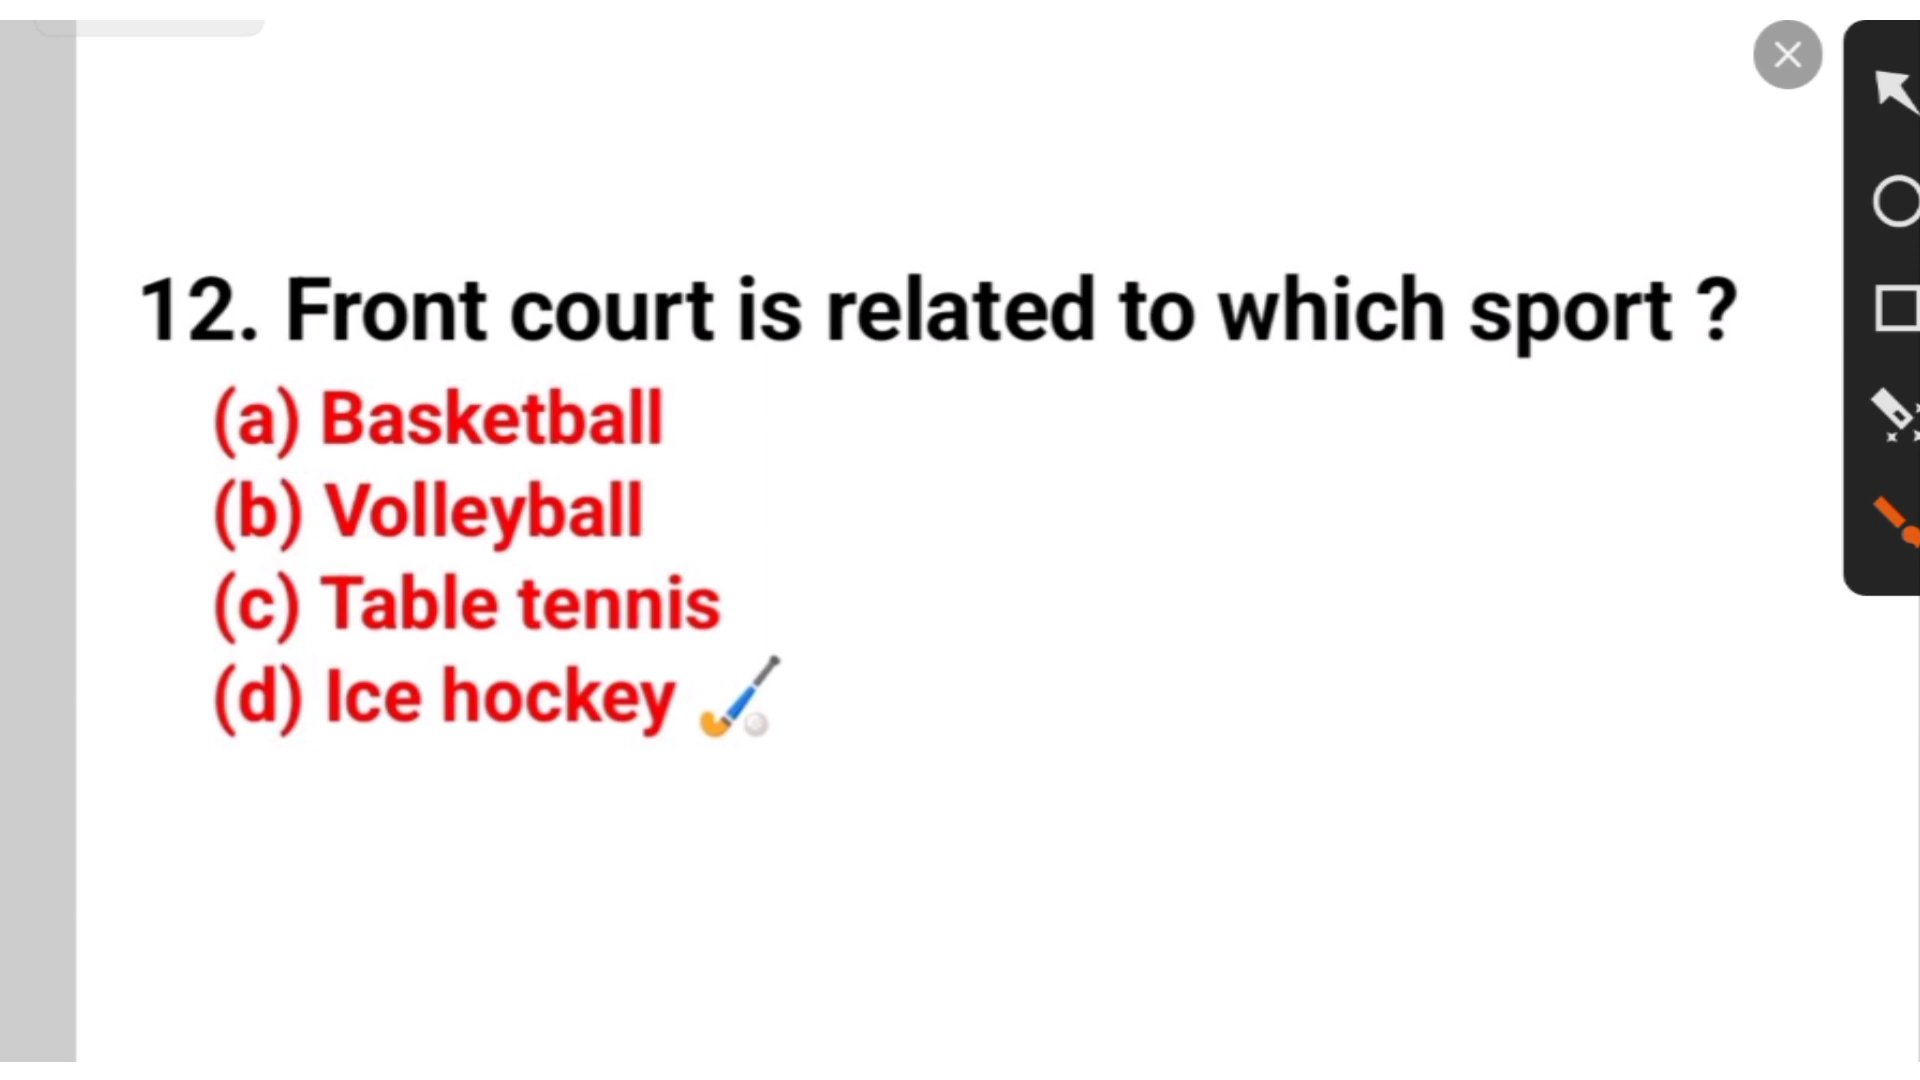 12. Front court is related to which sport ?
(a) Basketball
(b) Volleyball
(c) Table tennis
(d) Ice hockey 🏑